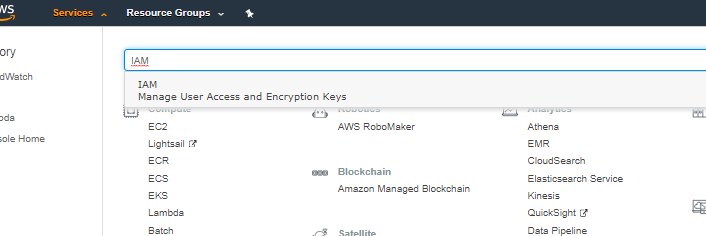 WS
Services
Resource Groups
ory
IAM
dWatch
IAM
Manage User Access and Encryption Keys
Compute
Robotics
Analytics
oda
EC2
AWS RoboMaker
Athena
sole Home
Lightsail
EMR
ECR
Blockchain
CloudSearch
ECS
Amazon Managed Blockchain
Elasticsearch Service
EKS
Kinesis
Lambda
QuickSight
Batch
Satellite
Data Pipeline